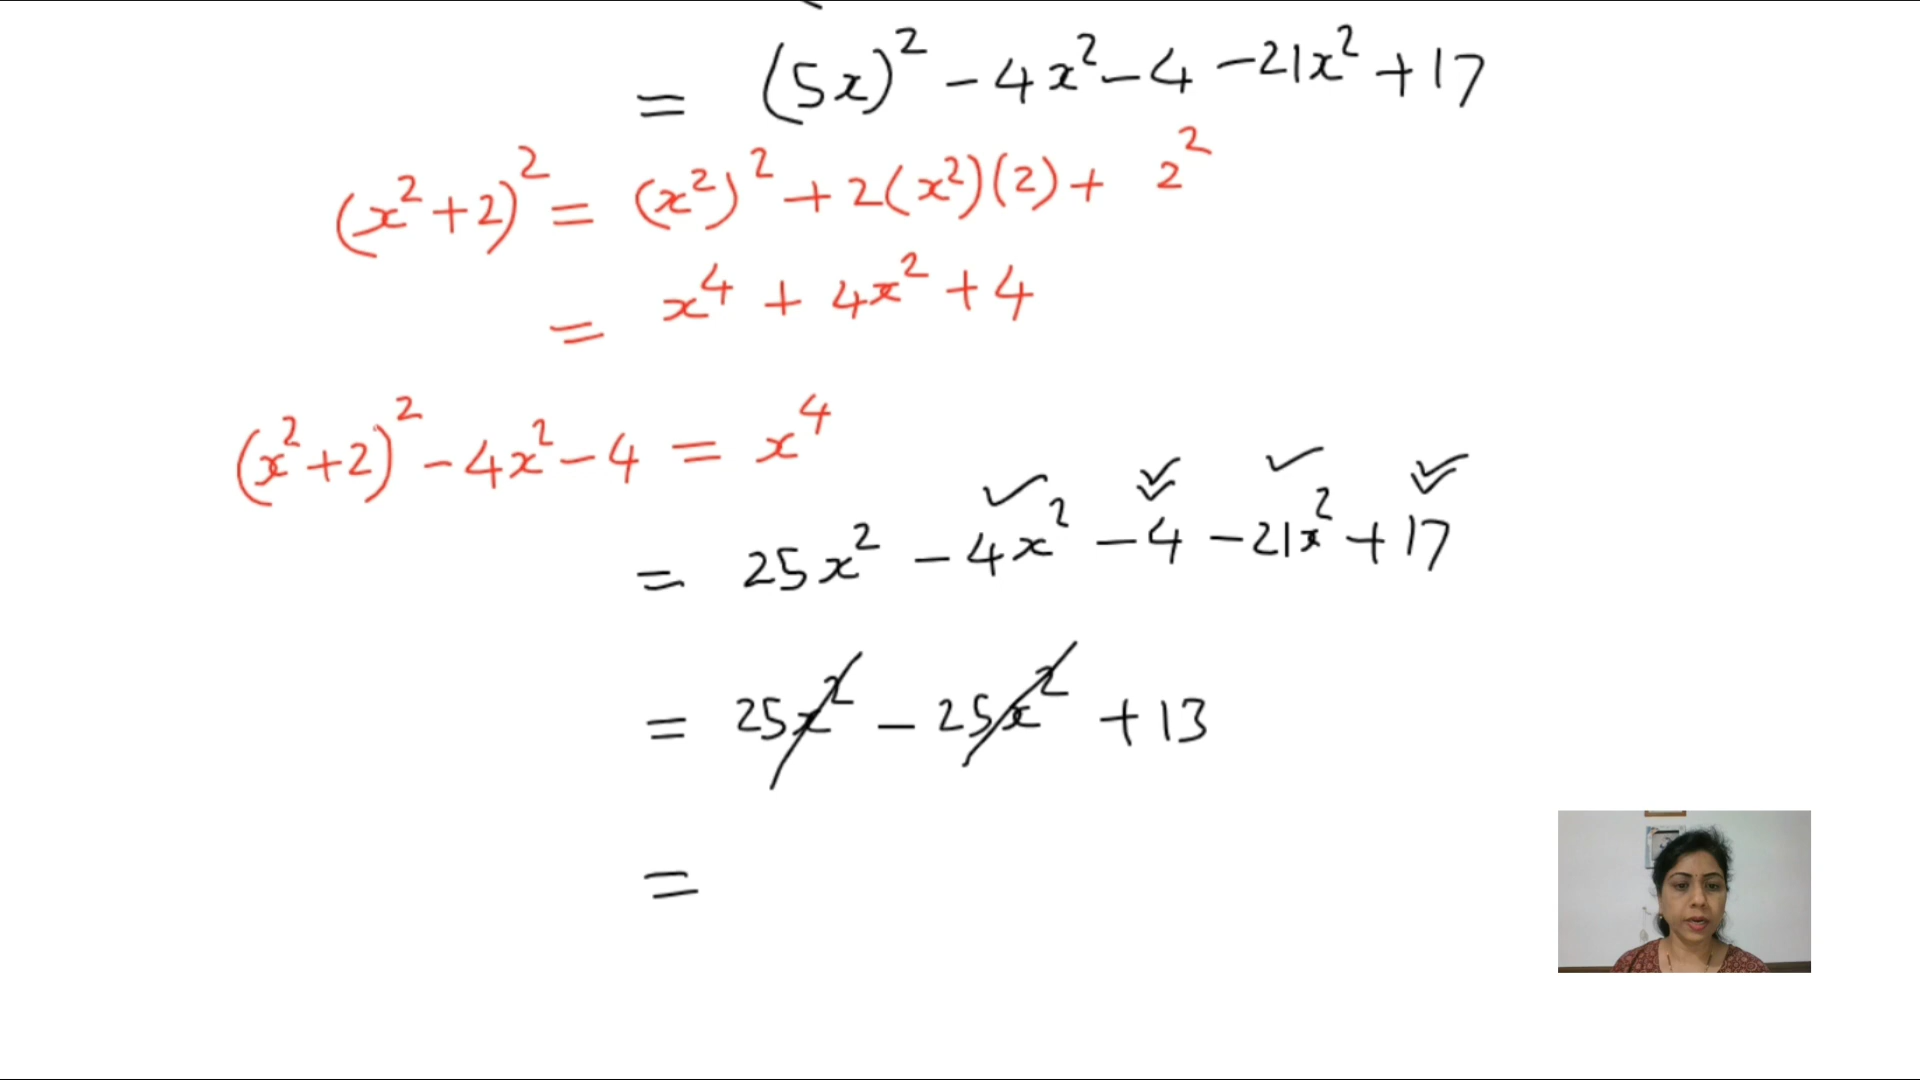 = (5x)² - 4x² - 4 - 21x² + 17
(x²+2)² = (x²)² + 2(x²)(2) + 2²
= x⁴ + 4x² + 4
(x²+2)² - 4x² - 4 = x⁴
= 25x² - 4x² - 4 - 21x² + 17
= 25x² - 25x² + 13
=